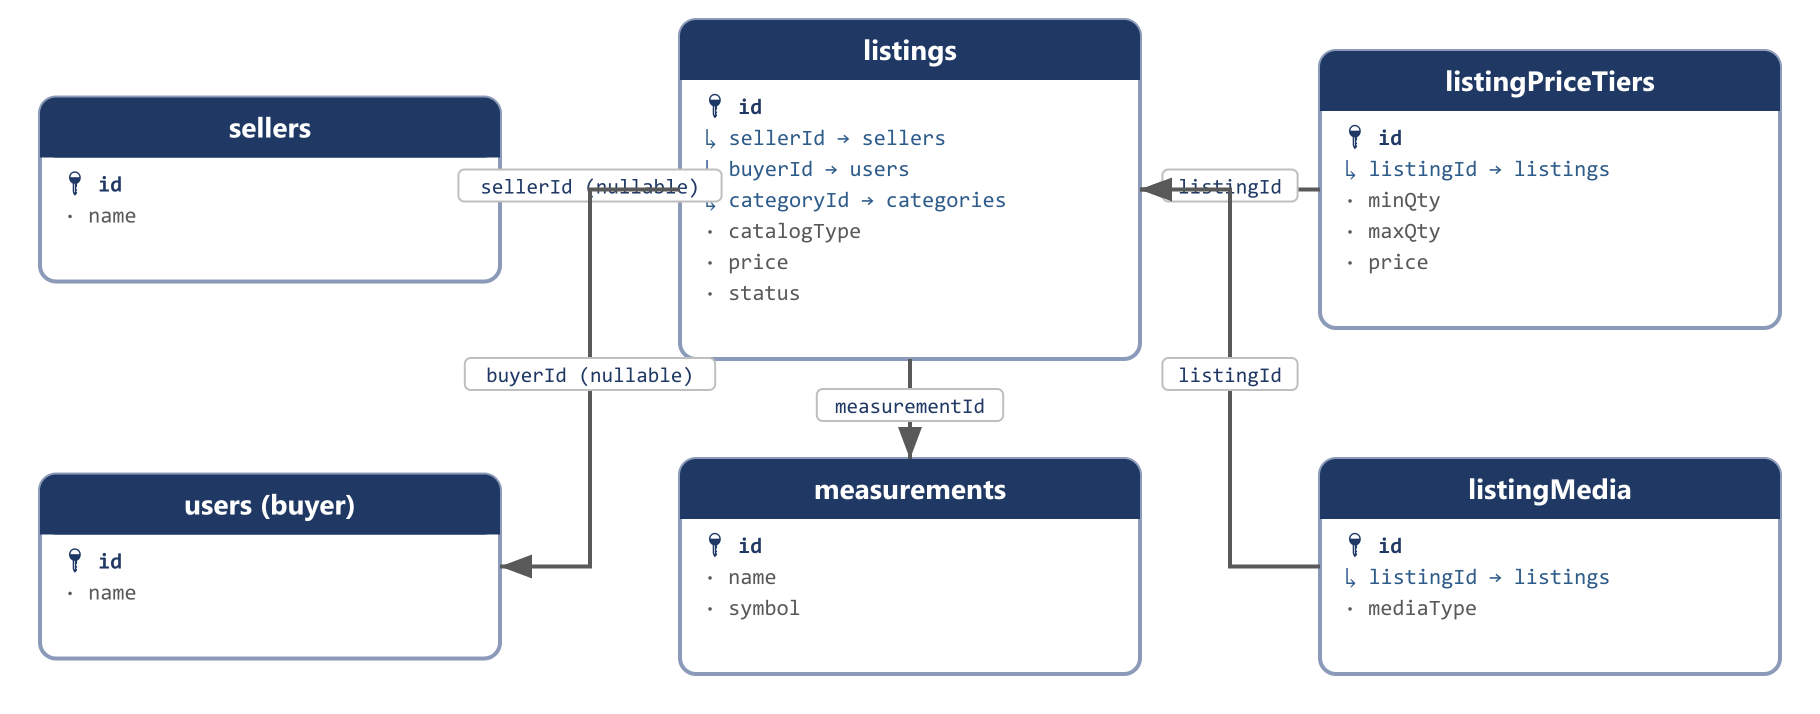 sellers
id
· name
sellerId (nullable)
listings
id
↳ sellerId → sellers
↳ buyerId → users
↳ categoryId → categories
· catalogType
· price
· status
listingId
listingPriceTiers
id
↳ listingId → listings
· minQty
· maxQty
· price
buyerId (nullable)
measurementId
listingId
users (buyer)
id
· name
measurements
id
· name
· symbol
listingMedia
id
↳ listingId → listings
· mediaType